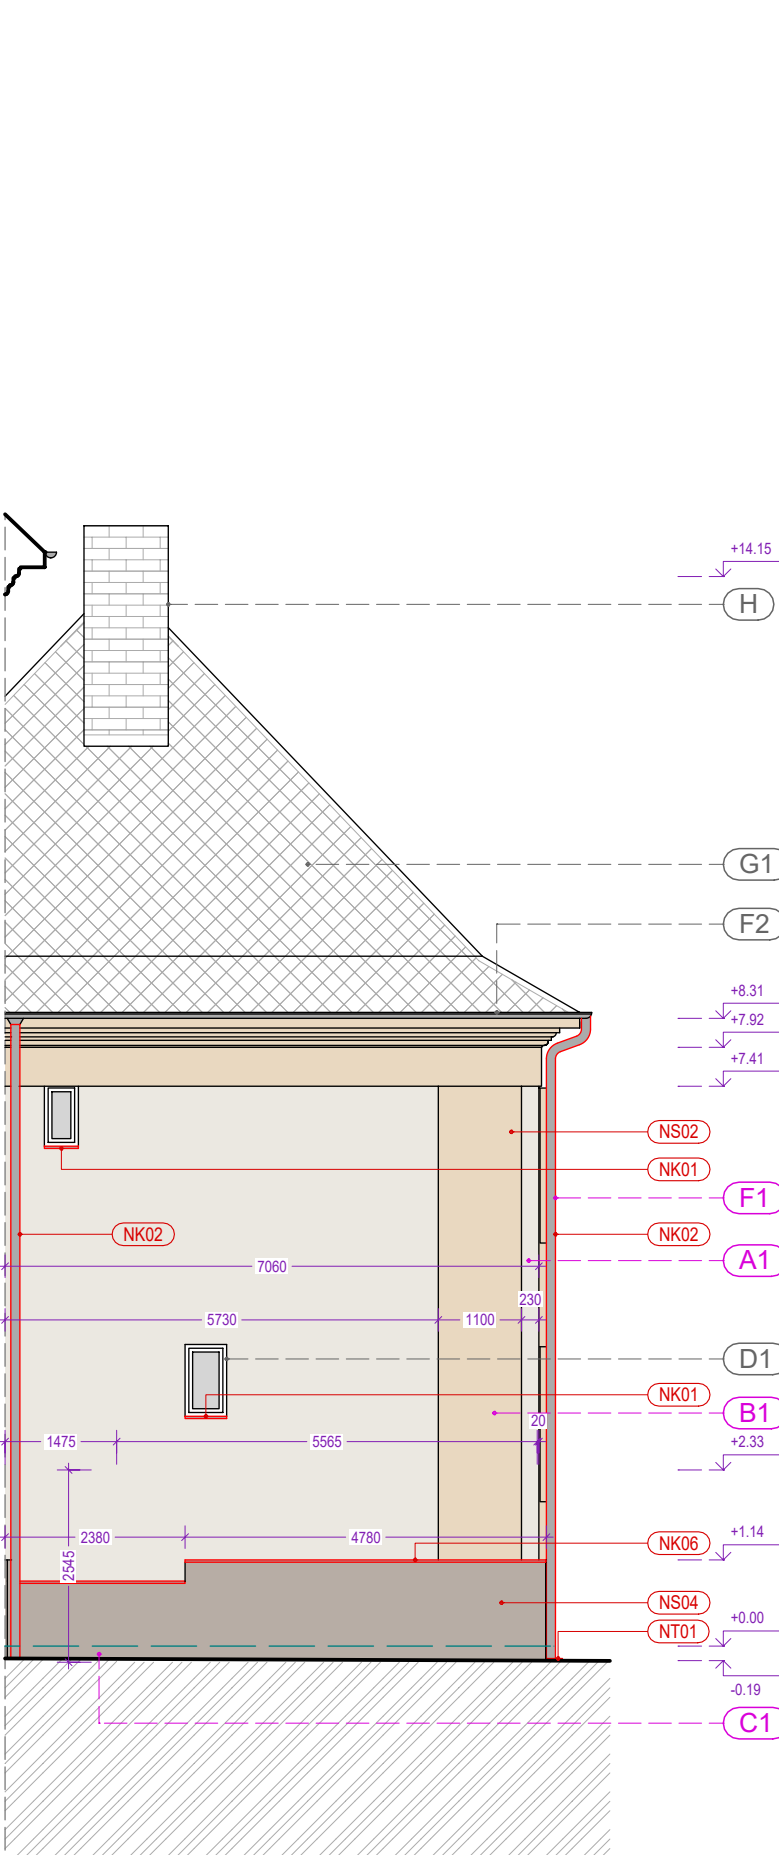 +14.15
H
G1
F2
+8.31
+7.92
+7.41
NS02
NK01
F1
NK02
NK02
A1
7060
230
5730
1100
D1
NK01
B1
20
1475
5565
+2.33
2380
4780
+1.14
NK06
2545
NS04
+0.00
NT01
-0.19
C1